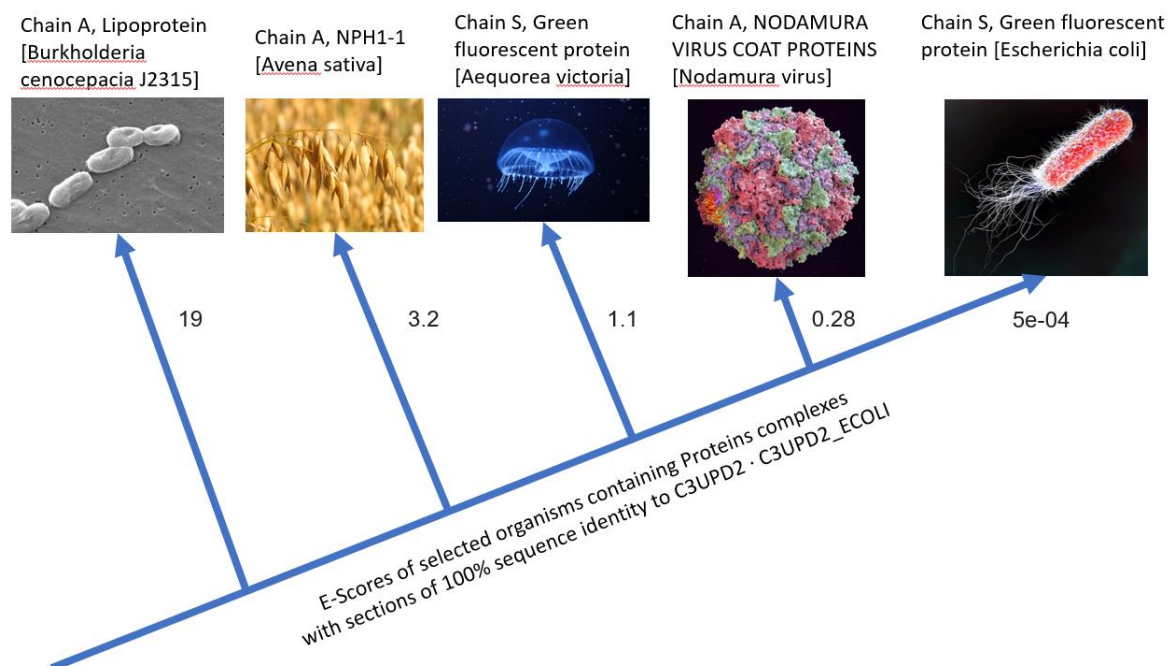 Chain A, Lipoprotein
[Burkholderia
cenocepacia J2315]
Chain A, NPH1-1
[Avena sativa]
Chain S, Green
fluorescent protein
[Aequorea victoria]
Chain A, NODAMURA
VIRUS COAT PROTEINS
[Nodamura virus]
Chain S, Green fluorescent
protein [Escherichia coli]
19
3.2
1.1
0.28
5e-04
E-Scores of selected organisms containing Proteins complexes
with sections of 100% sequence identity to C3UPD2 · C3UPD2_ECOLI